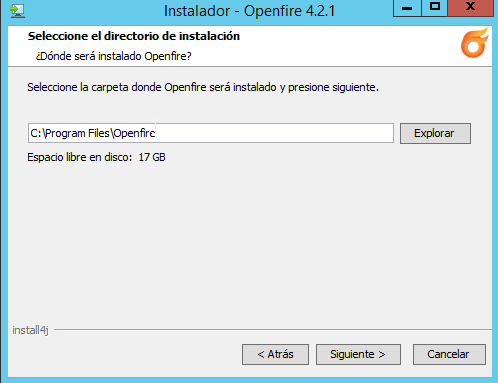 Instalador - Openfire 4.2.1
Seleccione el directorio de instalación
¿Dónde será instalado Openfire?
Seleccione la carpeta donde Openfire será instalado y presione siguiente.
C:\Program Files\Openfirc
Explorar
Espacio libre en disco: 17 GB
install4j
< Atrás
Siguiente >
Cancelar